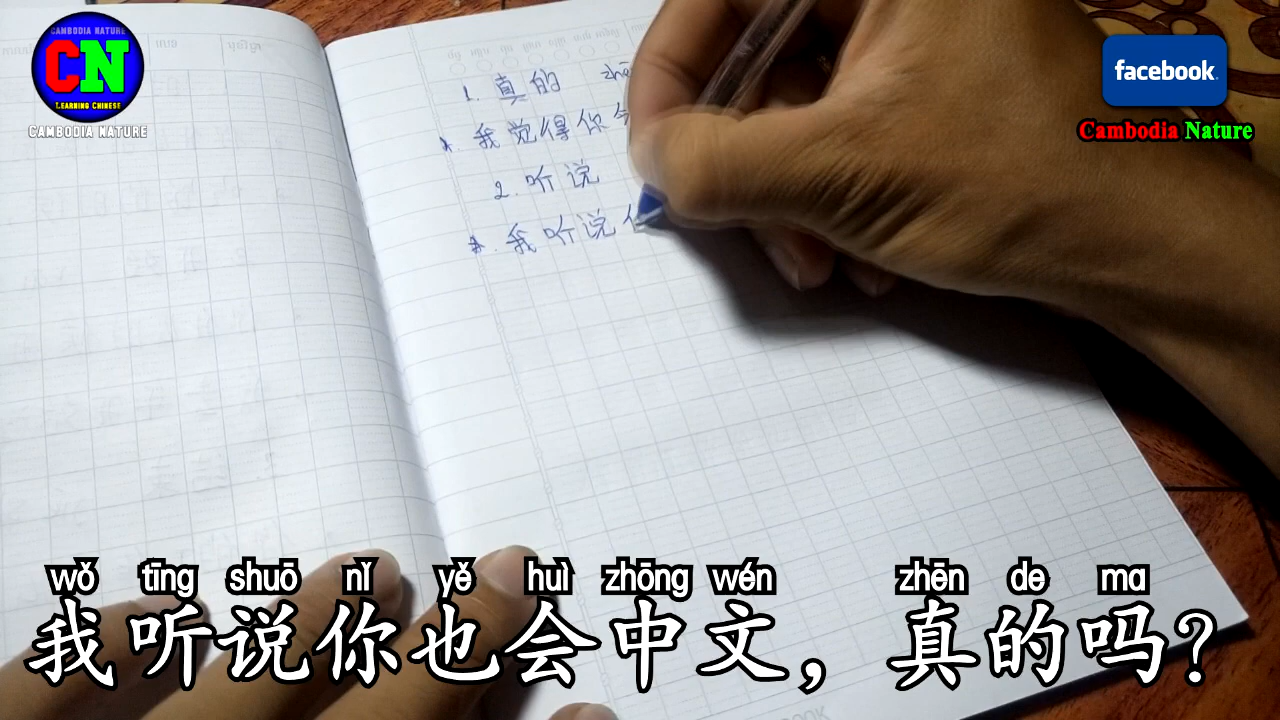 CAMBODIA NATURE
CN
LEARNING CHINESE
CAMBODIA NATURE
facebook
Cambodia Nature
1. 真的
我觉得你
2. 听说
我听说
wǒ tīng shuō nǐ yě huì zhōng wén zhēn de ma
我听说你也会中文，真的吗？